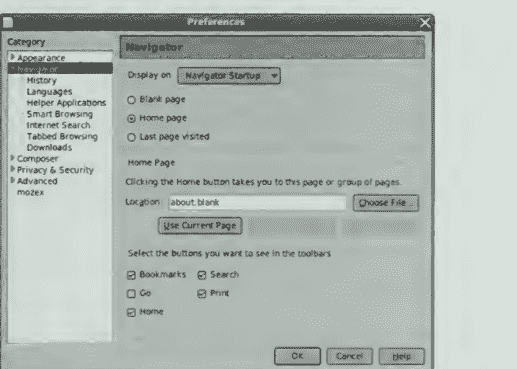 Preferences
Category
Appearance
Navigator
History
Languages
Helper Applications
Smart Browsing
Internet Search
Tabbed Browsing
Downloads
Composer
Privacy & Security
Advanced
mozex
Navigator
Display on Navigator Startup
Blank page
Home page
Last page visited
Home Page
Clicking the Home button takes you to this page or group of pages.
Location: about:blank Choose File...
Use Current Page
Select the buttons you want to see in the toolbars
Bookmarks Search
Go Print
Home
OK Cancel Help